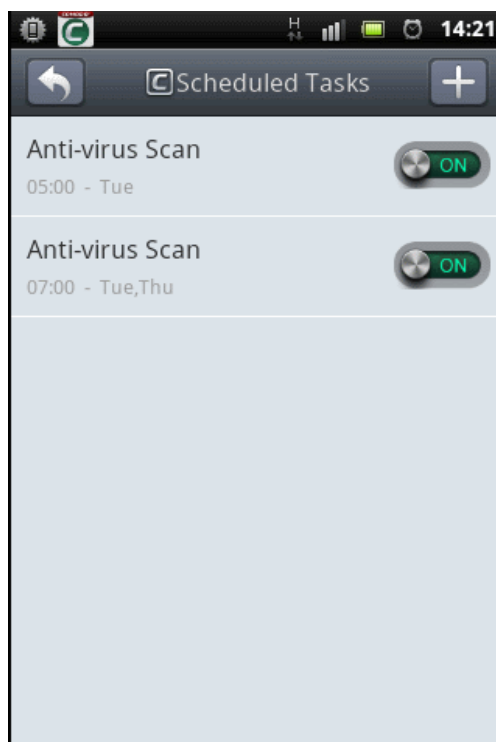 H
14:21
C Scheduled Tasks
Anti-virus Scan
ON
05:00 - Tue
Anti-virus Scan
ON
07:00 - Tue,Thu